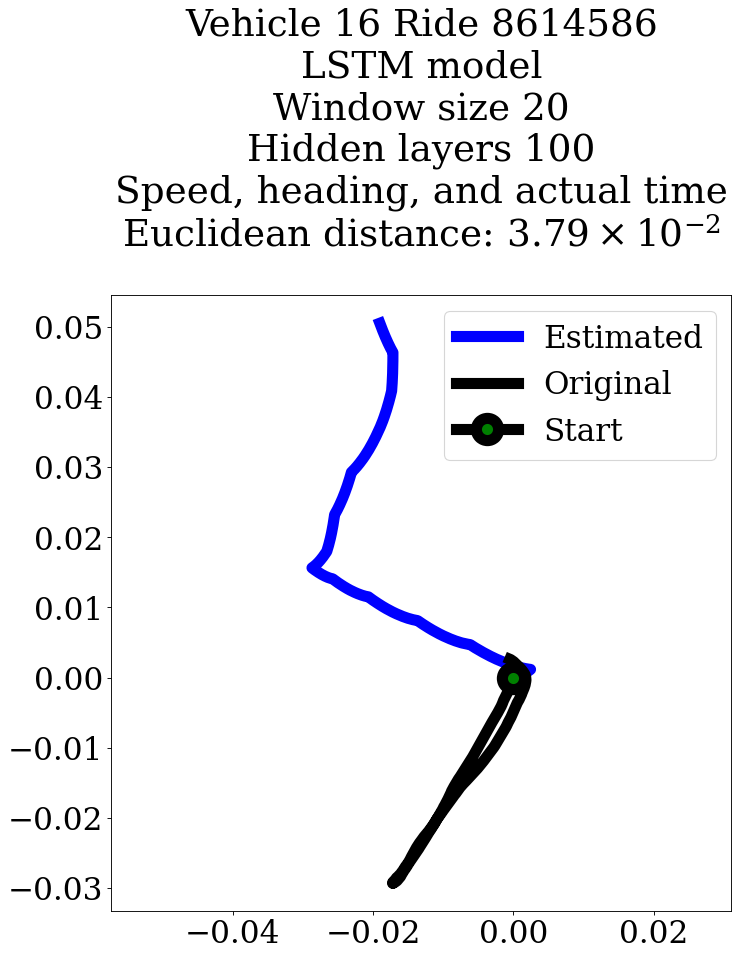 Vehicle 16 Ride 8614586
LSTM model
Window size 20
Hidden layers 100
Speed, heading, and actual time
Euclidean distance: 3.79 × 10⁻²
Estimated
Original
Start
0.05
0.04
0.03
0.02
0.01
0.00
−0.01
−0.02
−0.03
−0.04 −0.02 0.00 0.02